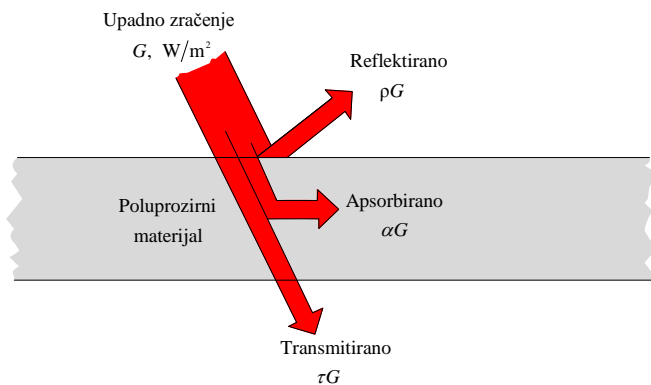 Upadno zračenje
G, W/m²
Reflektirano
ρG
Poluprozirni
materijal
Apsorbirano
αG
Transmitirano
τG